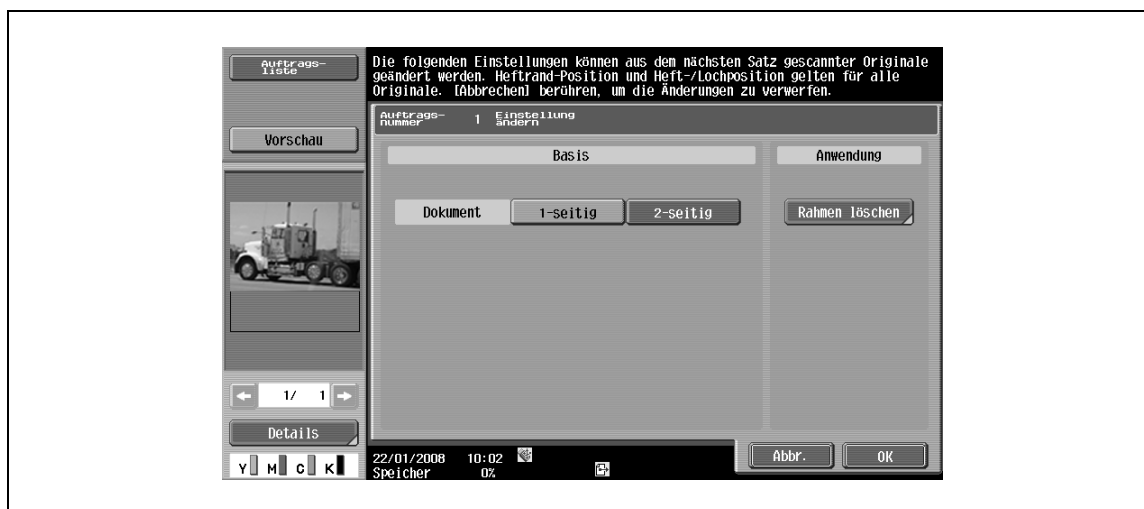 Auftrags-
liste
Die folgenden Einstellungen können aus dem nächsten Satz gescannter Originale
geändert werden. Heftrand-Position und Heft-/Lochposition gelten für alle
Originale. [Abbrechen] berühren, um die Änderungen zu verwerfen.
Vorschau
Auftrags-
nummer 1 Einstellung
ändern
Basis
Anwendung
Dokument 1-seitig 2-seitig
Rahmen löschen
1/ 1
Details
Y M C K
22/01/2008 10:02
Speicher 0%
Abbr. OK